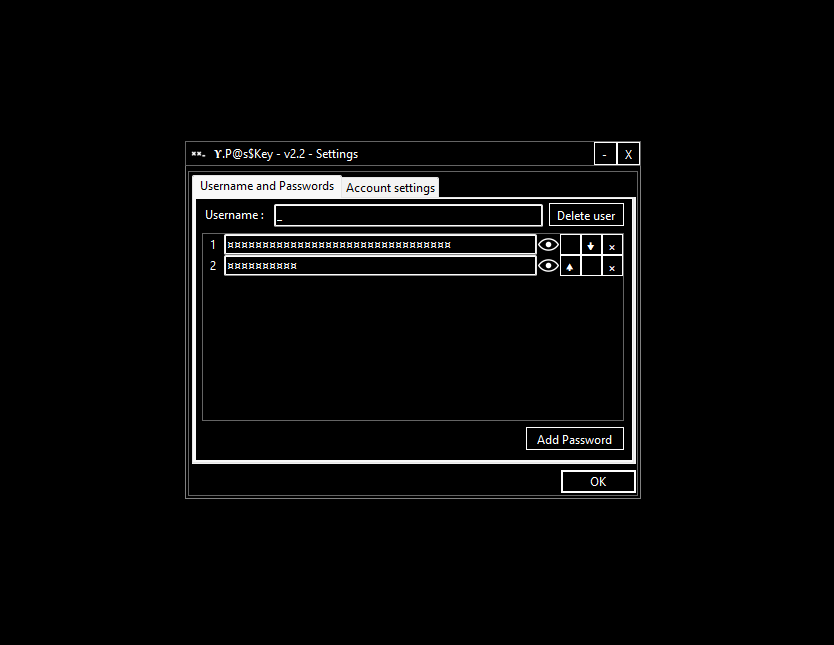 ϒ.P@s$Key - v2.2 - Settings - X
Username and Passwords Account settings
Username : _ Delete user
1 ¤¤¤¤¤¤¤¤¤¤¤¤¤¤¤¤¤¤¤¤¤¤¤¤¤¤¤¤¤¤¤¤
2 ¤¤¤¤¤¤¤¤¤¤
Add Password
OK